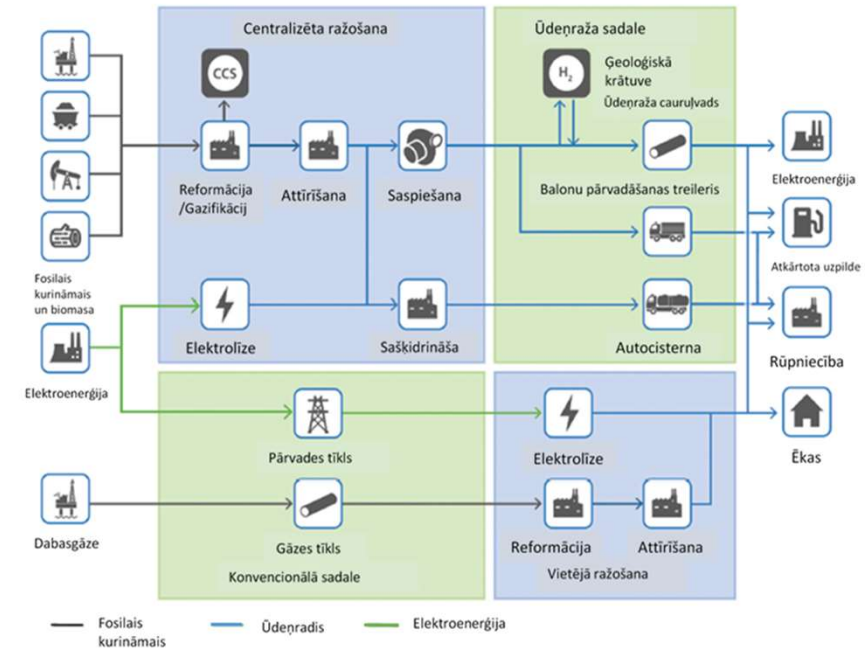 Centralizēta ražošana
Ūdeņraža sadale
CCS
H₂
Ģeoloģiskā
krātuve
Ūdeņraža cauruļvads
Reformācija
/Gazifikācij
Attīrīšana
Saspiešana
Balonu pārvadāšanas treileris
Elektroenerģija
Fosilais
kurināmais
un biomasa
Atkārtota uzpilde
Elektrolīze
Sašķidrināša
Autocisterna
Rūpniecība
Elektroenerģija
Pārvades tīkls
Elektrolīze
Ēkas
Dabasgāze
Gāzes tīkls
Reformācija
Attīrīšana
Konvencionālā sadale
Vietējā ražošana
Fosilais
kurināmais
Ūdeņradis
Elektroenerģija